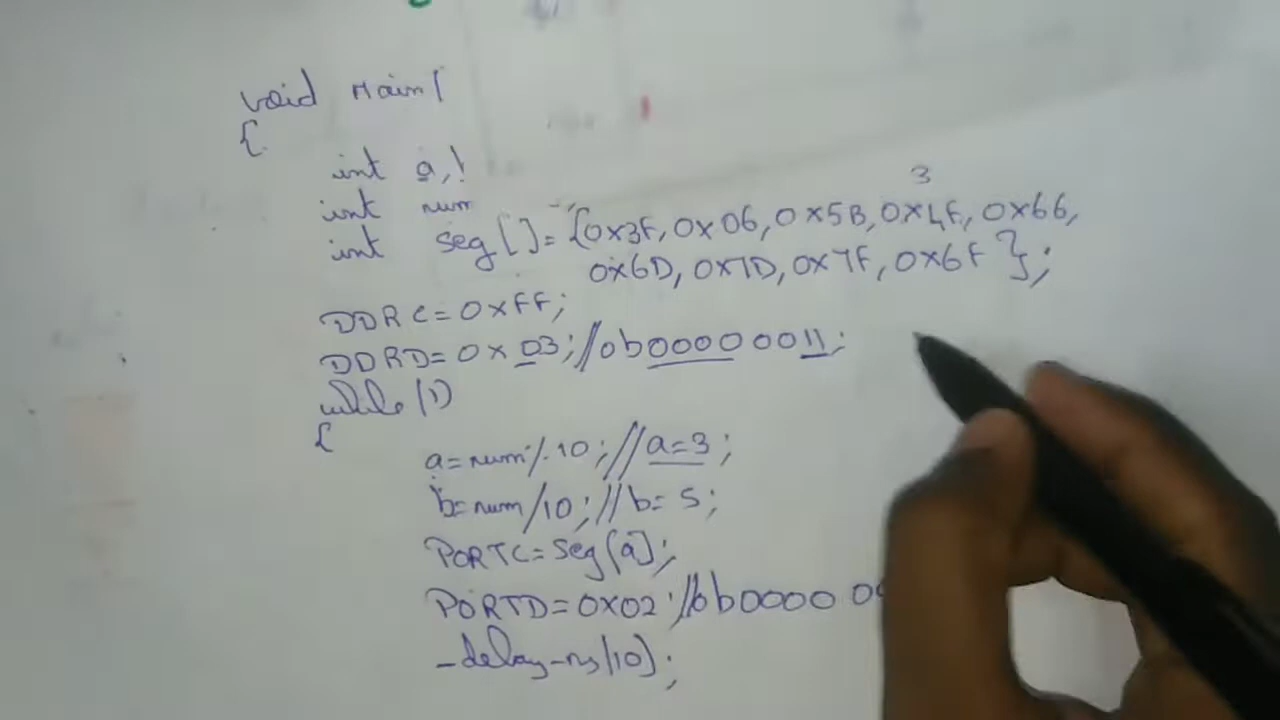 void Main(
{
int a,
int num
3
int seg[]= {0x3F, 0x06, 0x5B, 0x4F, 0x66,
0x6D, 0x7D, 0x7F, 0x6F };
DDRC=0xFF;
DDRD=0x03; //0b00000011;
while(1)
{
a=num%10; //a=3;
b=num/10; //b=5;
PORTC=seg[a];
PORTD=0x02; //0b0000 0
_delay_ms(10);